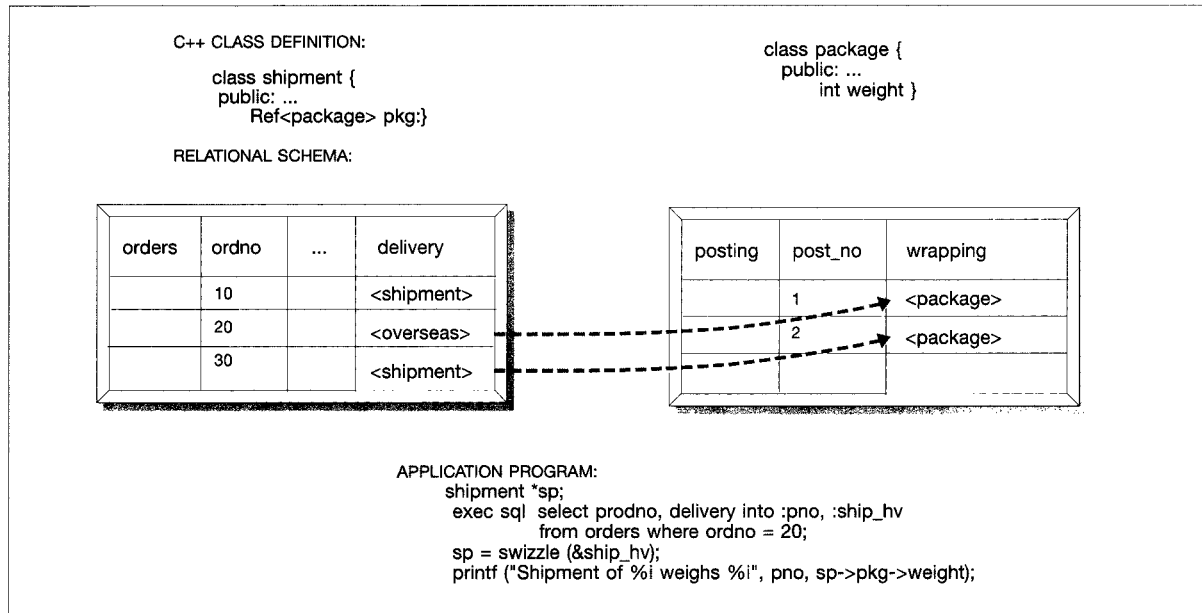 C++ CLASS DEFINITION:
class shipment {
public: ...
Ref<package> pkg:}
class package {
public: ...
int weight }
RELATIONAL SCHEMA:
orders ordno ... delivery
10 <shipment>
20 <overseas>
30 <shipment>
posting post_no wrapping
1 <package>
2 <package>
APPLICATION PROGRAM:
shipment *sp;
exec sql select prodno, delivery into :pno, :ship_hv
from orders where ordno = 20;
sp = swizzle (&ship_hv);
printf ("Shipment of %i weighs %i", pno, sp->pkg->weight);